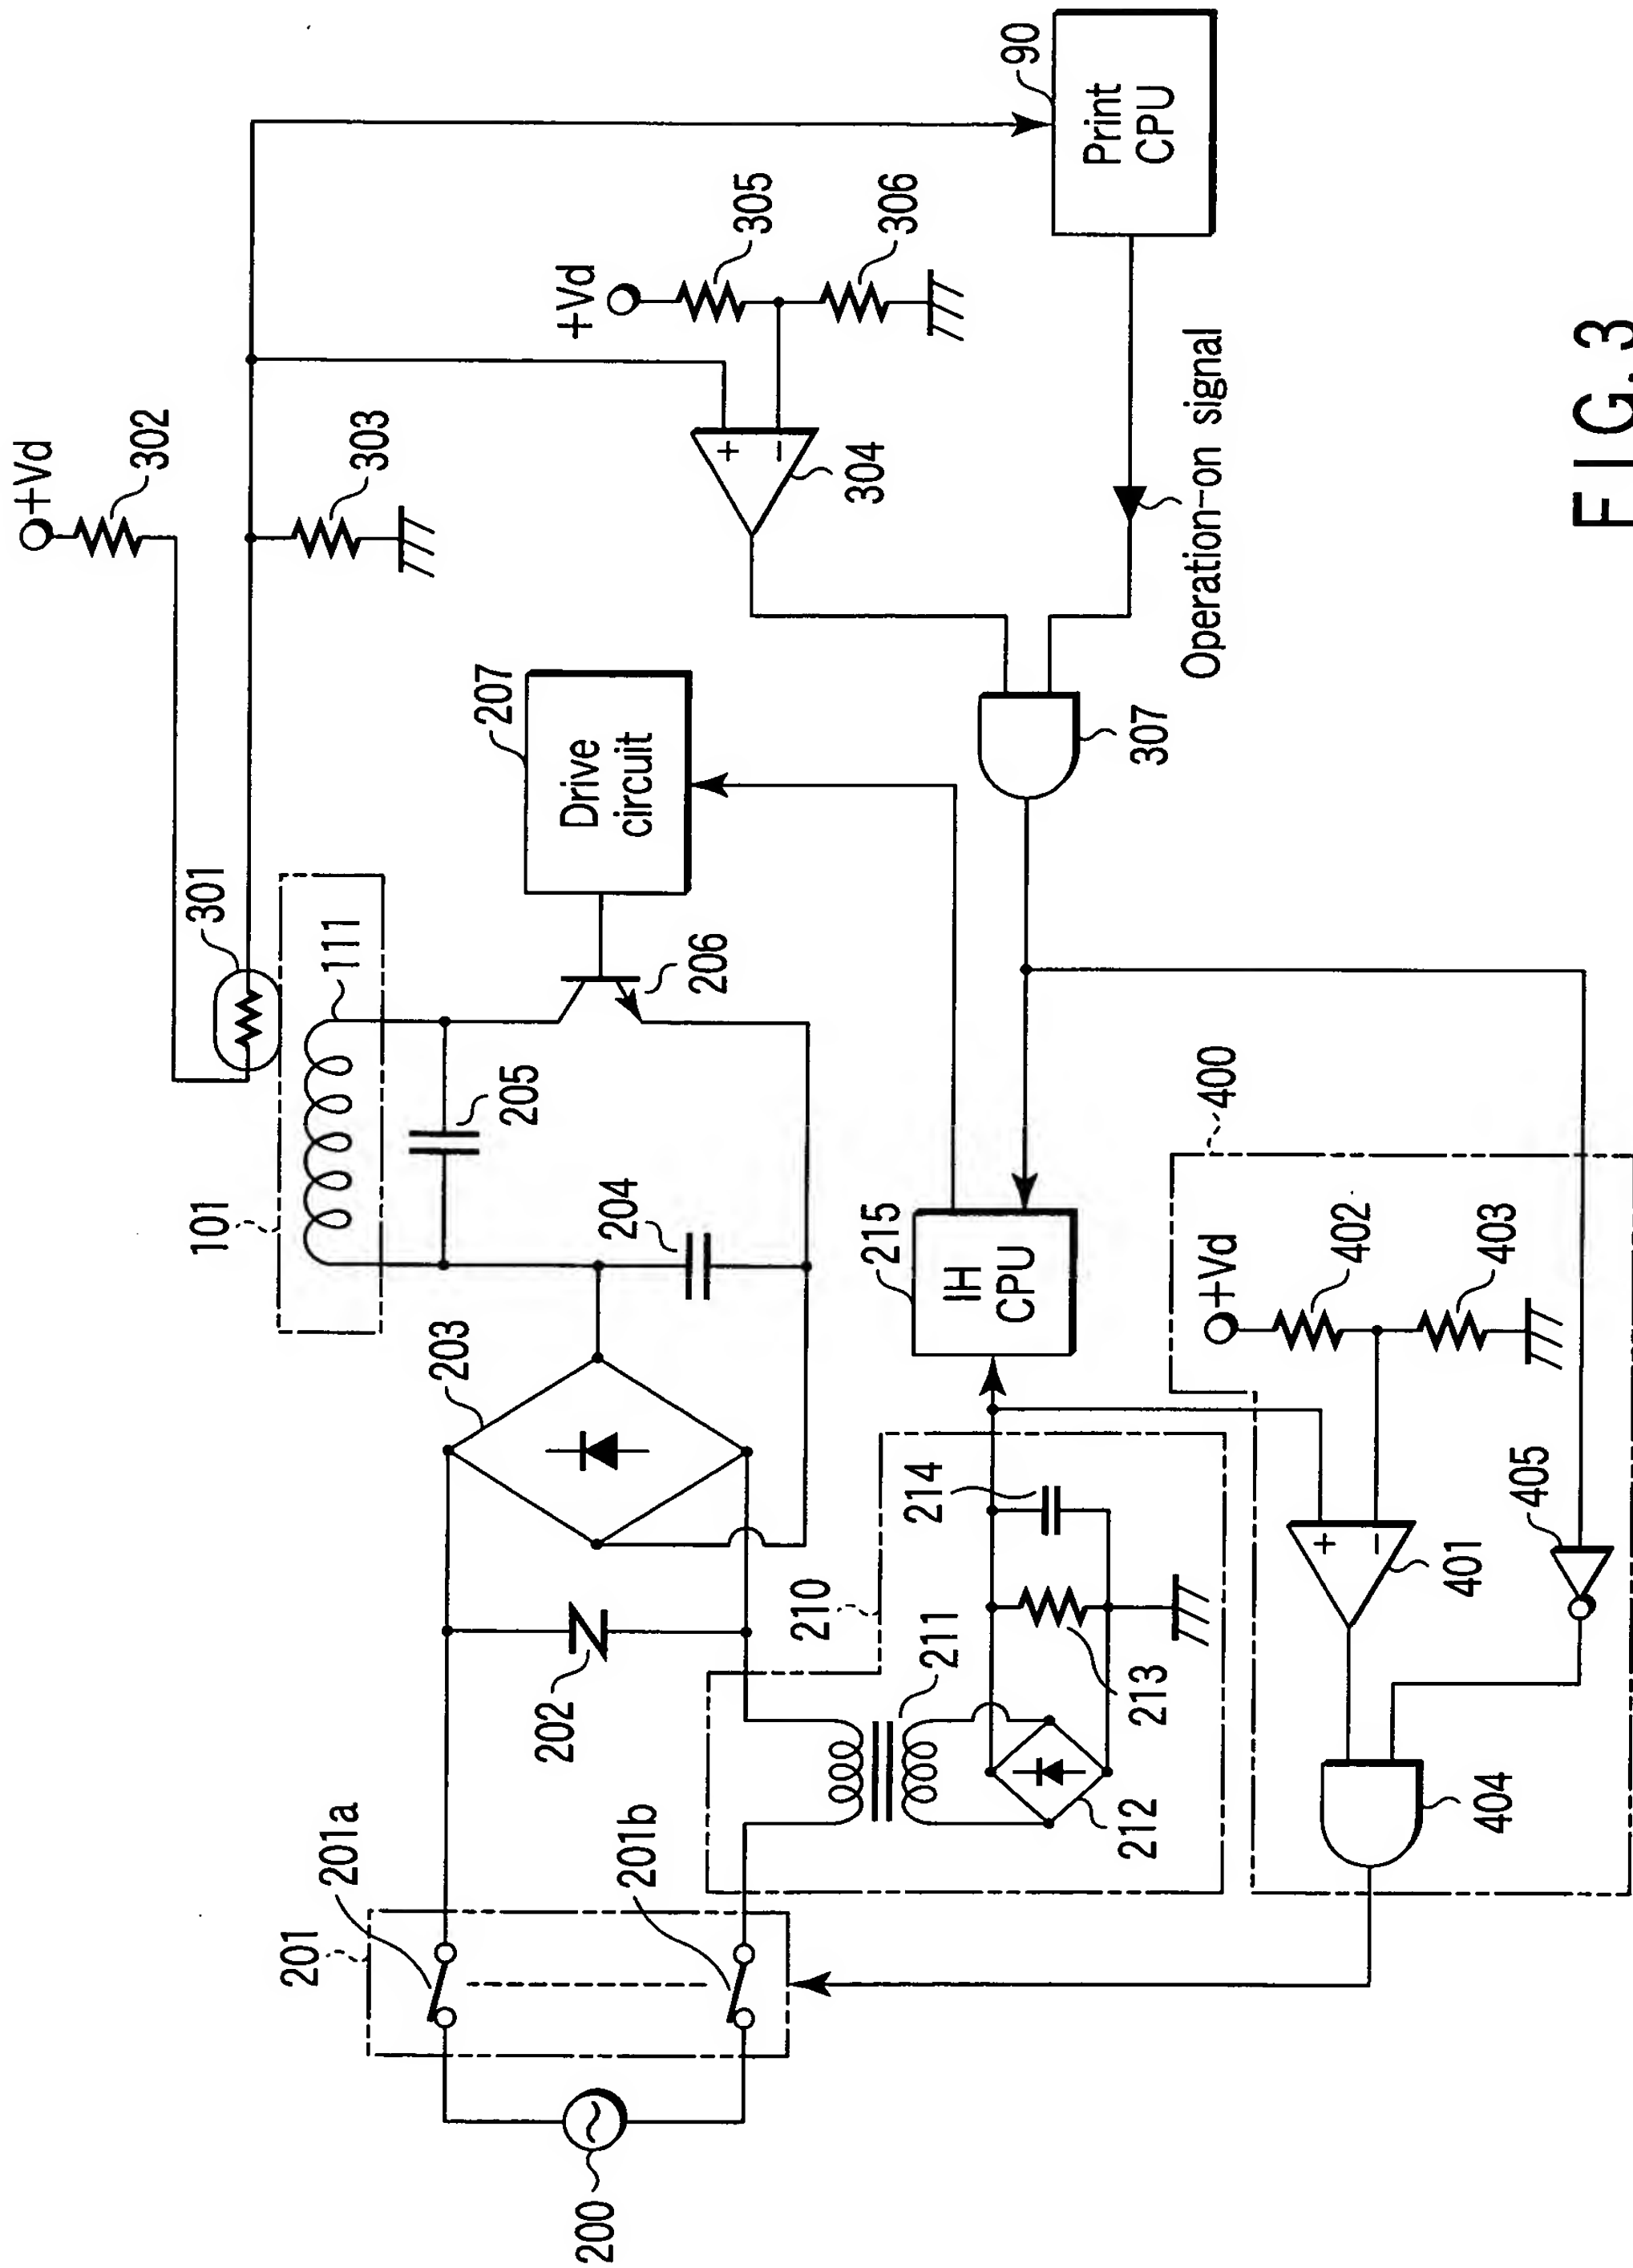 +Vd
302
303
301
101
111
205
204
206
207
Drive
circuit
+Vd
305
306
+
−
304
90
Print
CPU
Operation-on signal
307
203
202
201
201a
201b
200
210
211
212
213
214
215
IH
CPU
400
+Vd
402
403
+
−
401
405
404
FIG. 3